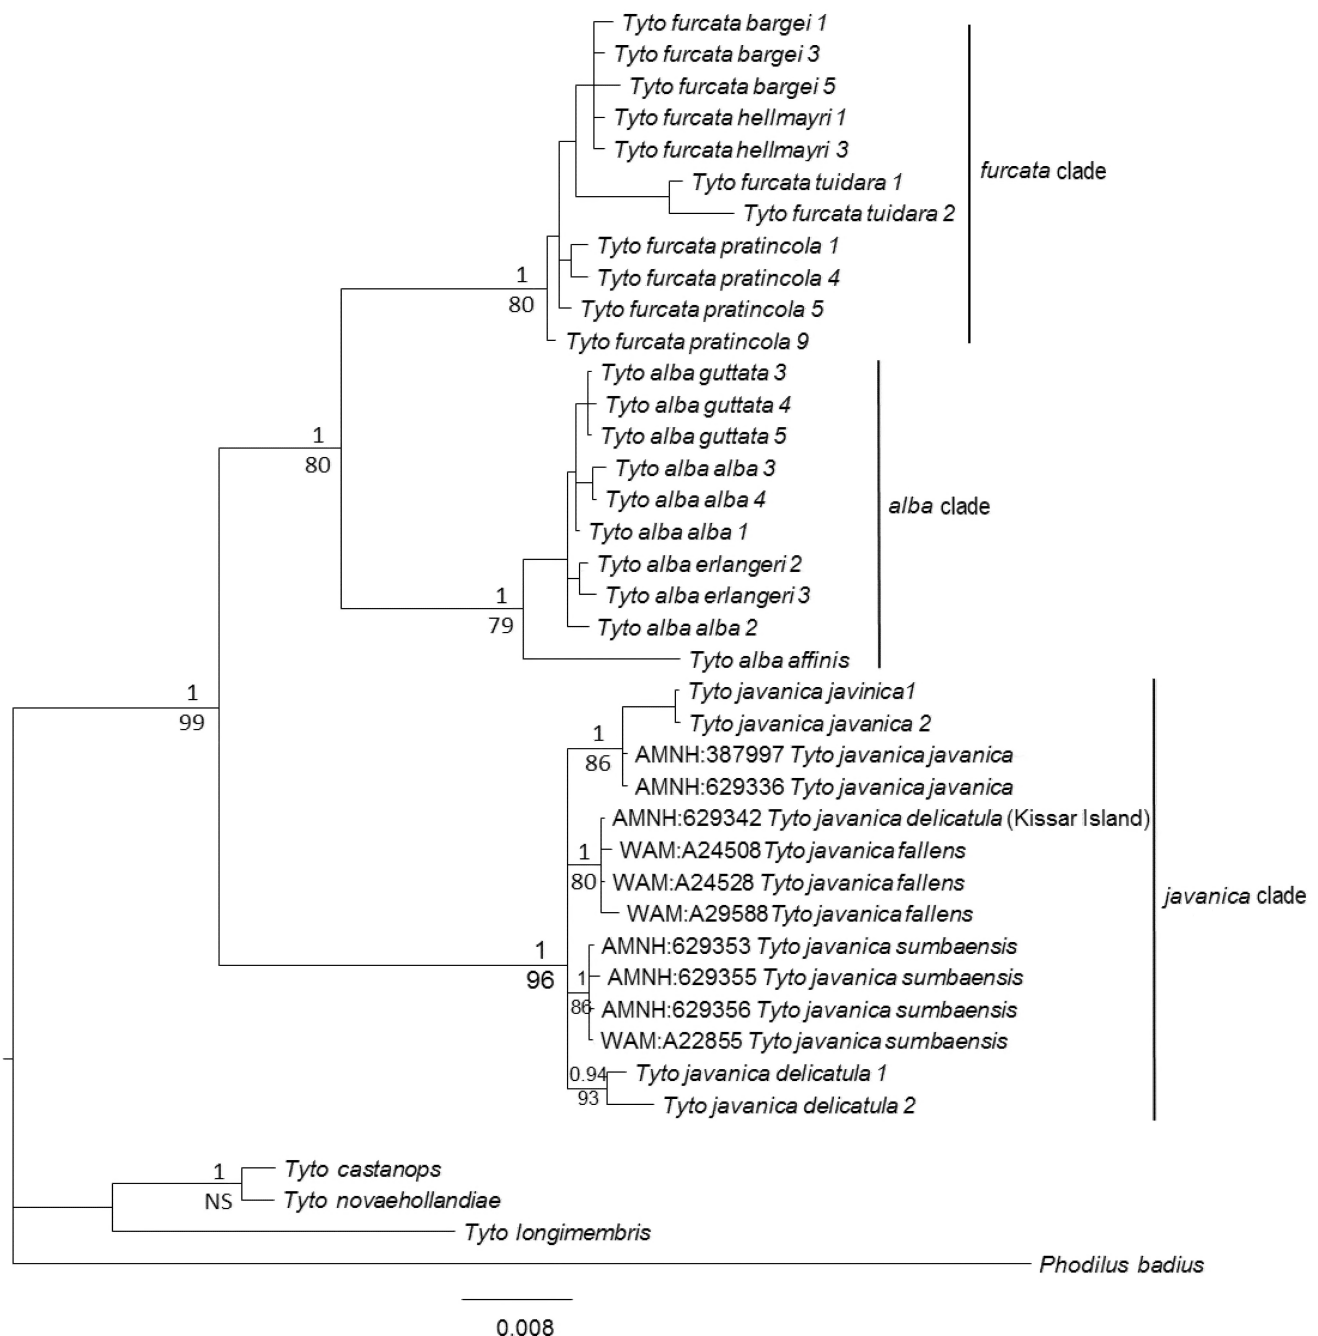 Tyto furcata bargei 1
Tyto furcata bargei 3
Tyto furcata bargei 5
Tyto furcata hellmayri 1
Tyto furcata hellmayri 3
furcata clade
Tyto furcata tuidara 1
Tyto furcata tuidara 2
Tyto furcata pratincola 1
1
Tyto furcata pratincola 4
80
Tyto furcata pratincola 5
Tyto furcata pratincola 9
Tyto alba guttata 3
Tyto alba guttata 4
1
Tyto alba guttata 5
80
Tyto alba alba 3
Tyto alba alba 4
alba clade
Tyto alba alba 1
Tyto alba erlangeri 2
1
Tyto alba erlangeri 3
79
Tyto alba alba 2
Tyto alba affinis
1
Tyto javanica javinica1
99
Tyto javanica javanica 2
1
AMNH:387997 Tyto javanica javanica
86
AMNH:629336 Tyto javanica javanica
AMNH:629342 Tyto javanica delicatula (Kissar Island)
1
WAM:A24508 Tyto javanica fallens
80
WAM:A24528 Tyto javanica fallens
javanica clade
WAM:A29588 Tyto javanica fallens
1
AMNH:629353 Tyto javanica sumbaensis
96
1
AMNH:629355 Tyto javanica sumbaensis
86
AMNH:629356 Tyto javanica sumbaensis
WAM:A22855 Tyto javanica sumbaensis
0.94
Tyto javanica delicatula 1
93
Tyto javanica delicatula 2
1
Tyto castanops
NS
Tyto novaehollandiae
Tyto longimembris
Phodilus badius
0.008